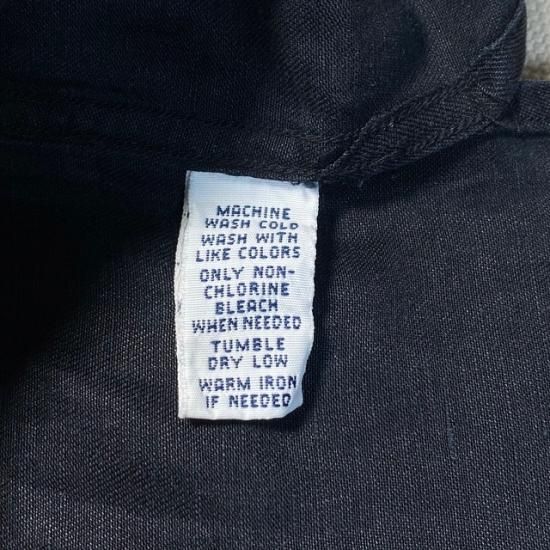 MACHINE
WASH COLD
WASH WITH
LIKE COLORS
ONLY NON-
CHLORINE
BLEACH
WHEN NEEDED
TUMBLE
DRY LOW
WARM IRON
IF NEEDED